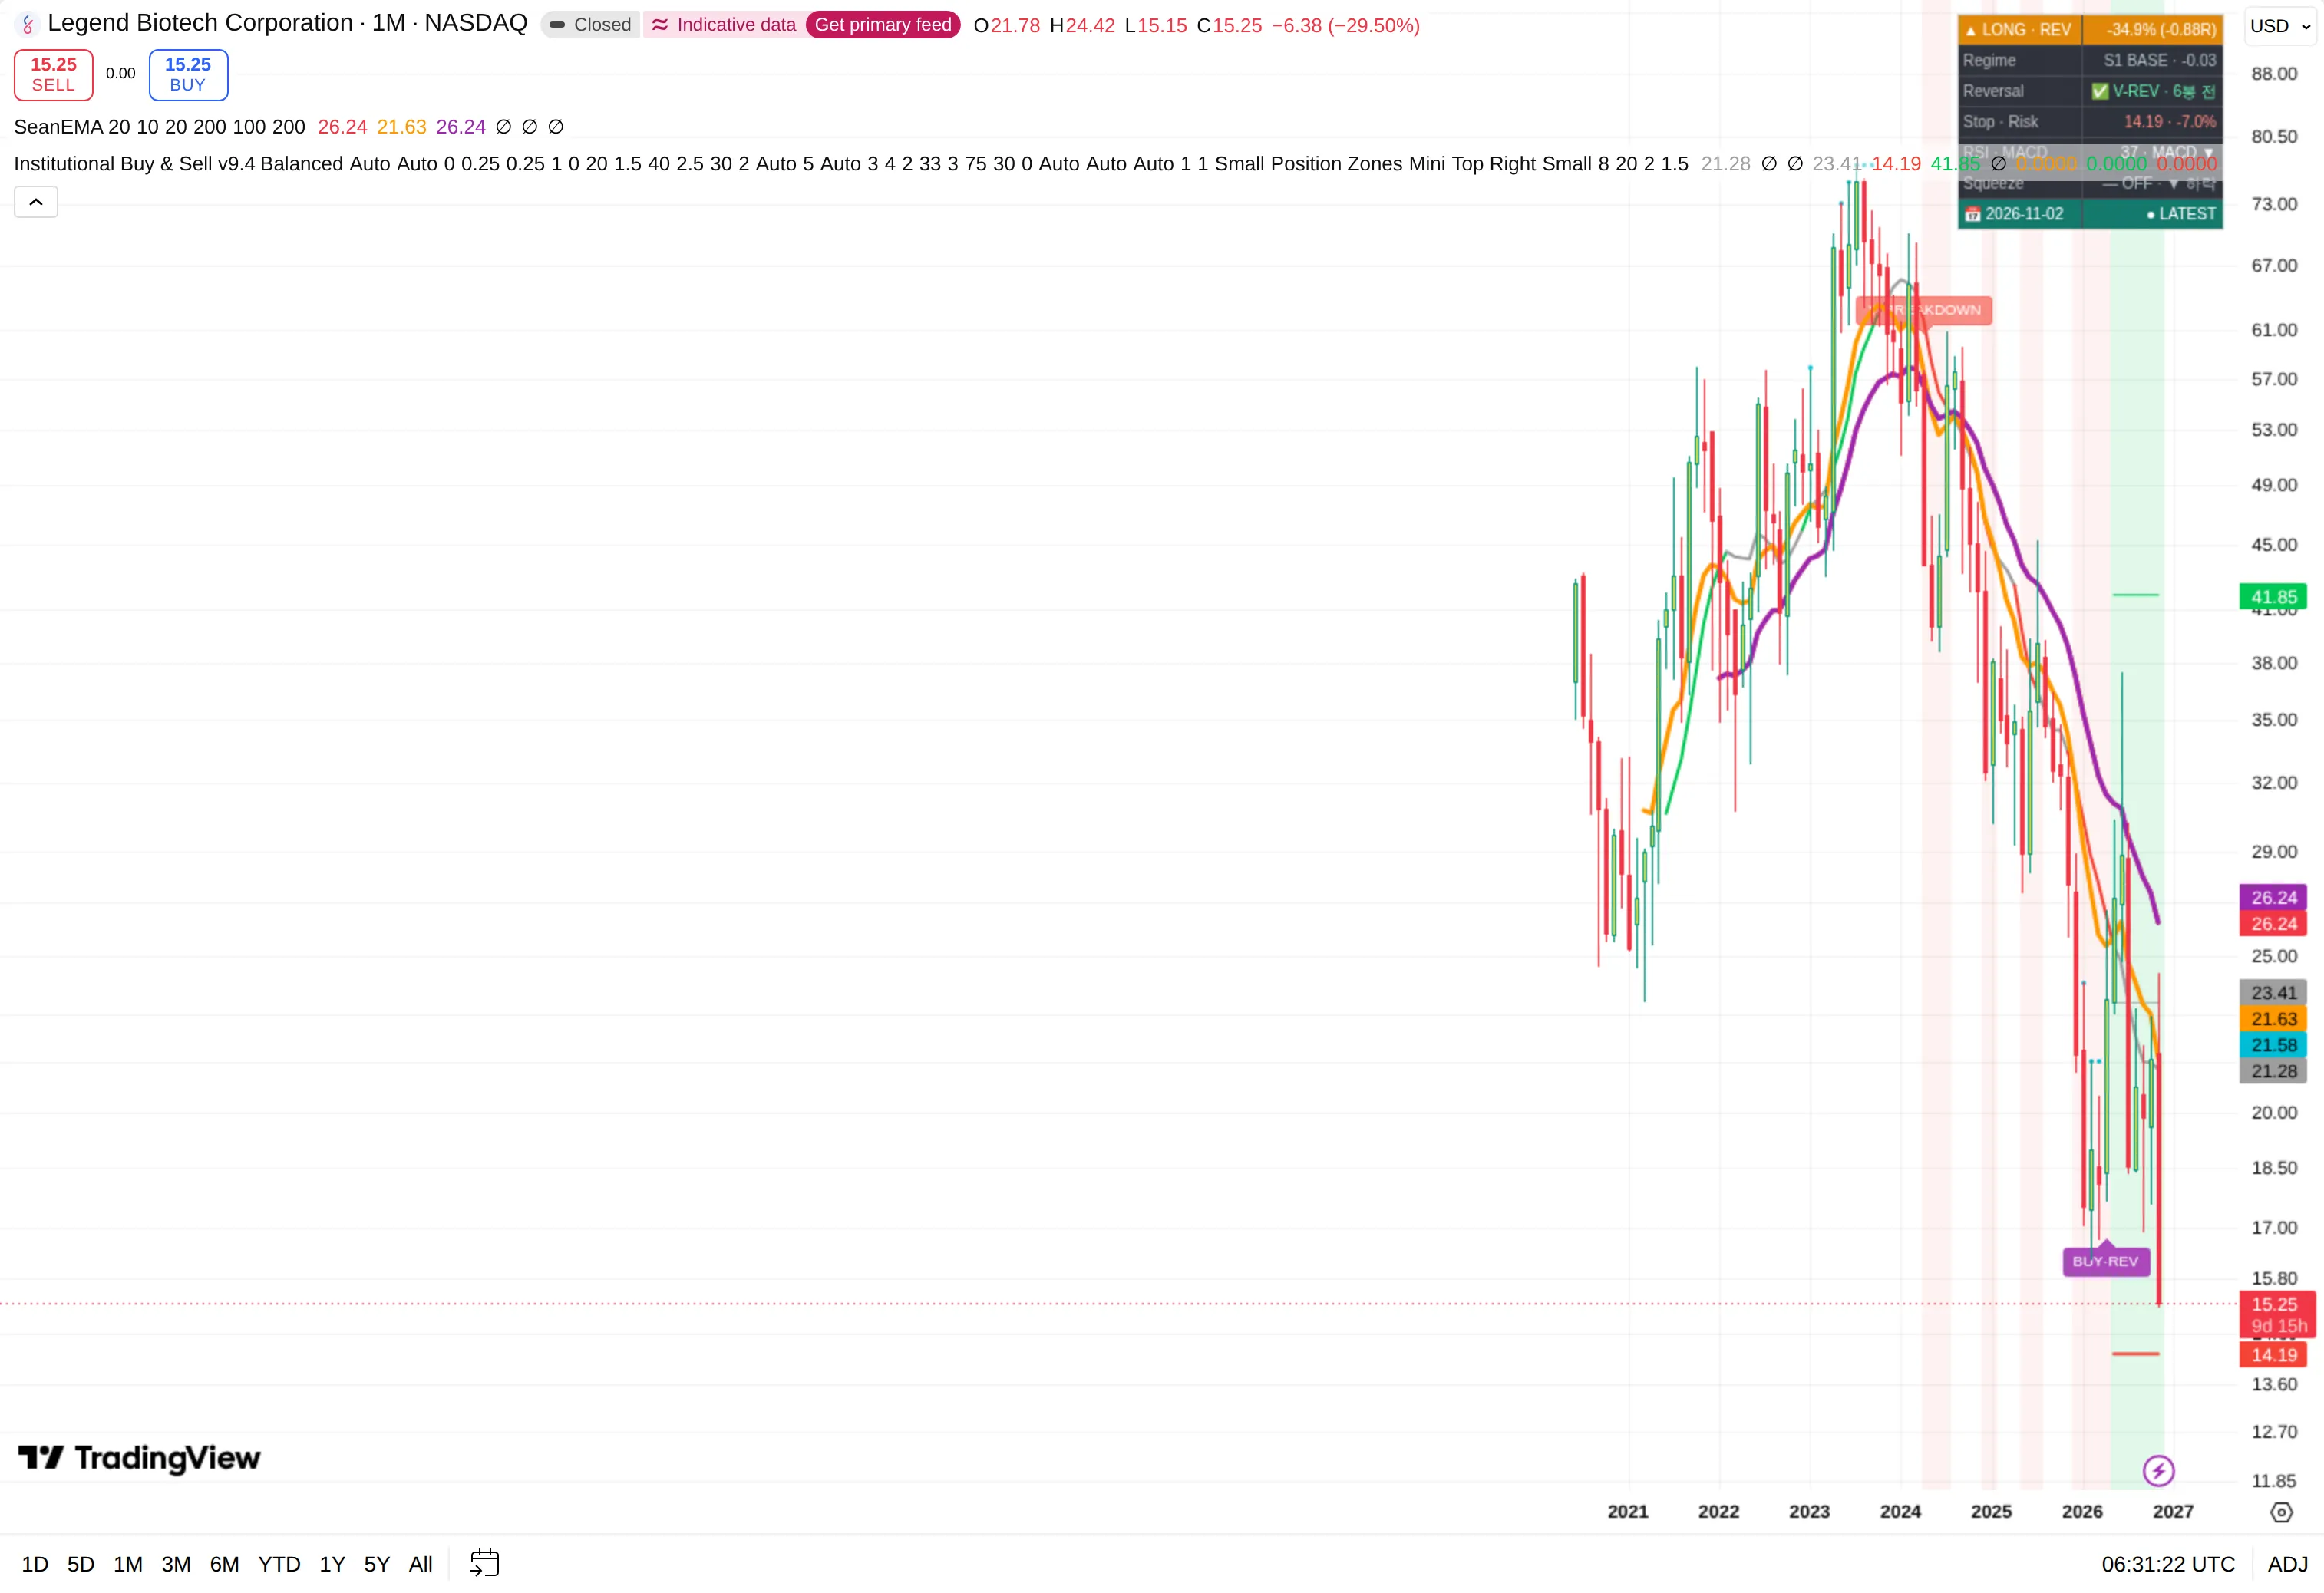 Legend Biotech Corporation · 1M · NASDAQ Closed Indicative data Get primary feed O21.78 H24.42 L15.15 C15.25 −6.38 (−29.50%)
15.25 SELL 0.00 15.25 BUY
SeanEMA 20 10 20 200 100 200 26.24 21.63 26.24 ∅ ∅ ∅
Institutional Buy & Sell v9.4 Balanced Auto Auto 0 0.25 0.25 1 0 20 1.5 40 2.5 30 2 Auto 5 Auto 3 4 2 33 3 75 30 0 Auto Auto Auto 1 1 Small Position Zones Mini Top Right Small 8 20 2 1.5 21.28 ∅ ∅ 23.41 14.19 41.85 ∅ 0.0000 0.0000 0.0000
▲ LONG · REV -34.9% (-0.88R)
Regime S1 BASE · -0.03
Reversal ✅ V-REV · 6봉 전
Stop · Risk 14.19 · -7.0%
RSI · MACD 37 · MACD ▼
Squeeze — OFF · ▼ 하락
📅 2026-11-02 ● LATEST
USD
88.00
80.50
73.00
67.00
61.00
57.00
53.00
49.00
45.00
41.85
41.00
38.00
35.00
32.00
29.00
26.24
26.24
25.00
23.41
21.63
21.58
21.28
20.00
18.50
17.00
15.80
15.25
9d 15h
14.19
13.60
12.70
11.85
BUY-REV
TradingView
2021 2022 2023 2024 2025 2026 2027
1D 5D 1M 3M 6M YTD 1Y 5Y All
06:31:22 UTC ADJ